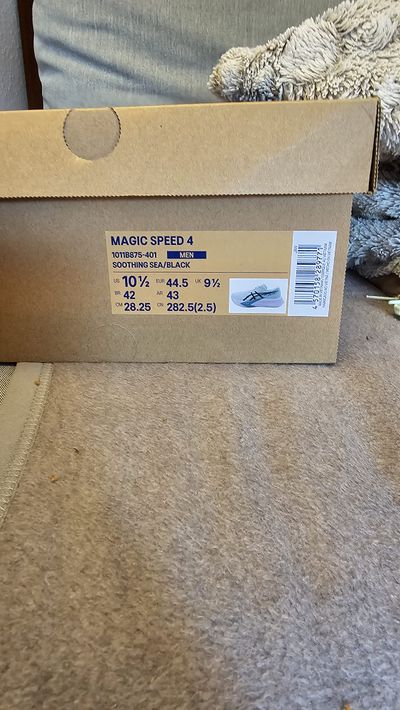 MAGIC SPEED 4
1011B875-401 MEN
SOOTHING SEA/BLACK
US 10½ EUR 44.5 UK 9½
BR 42 AR 43
CM 28.25 CN 282.5(2.5)